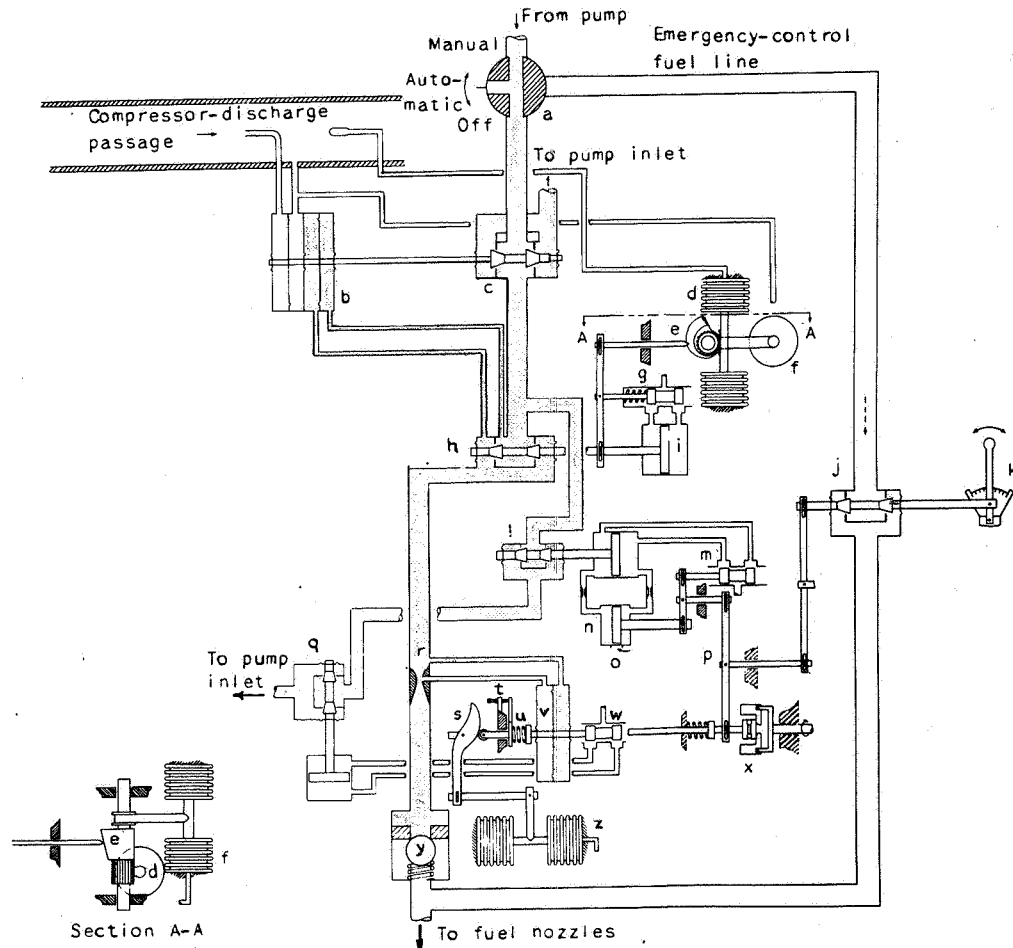 From pump
Manual
Emergency-control
fuel line
Auto-
matic
Off
a
Compressor-discharge
passage
To pump inlet
b
c
d
e
A
A
f
g
h
i
j
k
l
m
n
o
p
q
r
To pump
inlet
s
t
u
v
w
x
y
z
e
d
f
Section A-A
To fuel nozzles